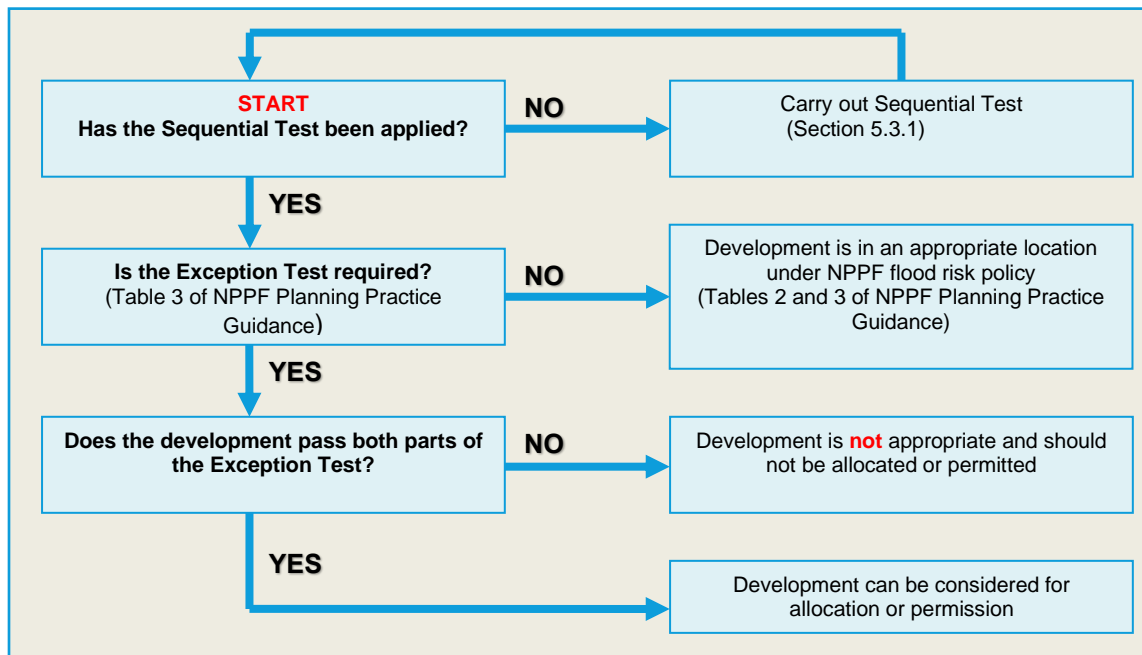 START
Has the Sequential Test been applied?
NO
Carry out Sequential Test
(Section 5.3.1)
YES
Is the Exception Test required?
(Table 3 of NPPF Planning Practice
Guidance)
NO
Development is in an appropriate location
under NPPF flood risk policy
(Tables 2 and 3 of NPPF Planning Practice
Guidance)
YES
Does the development pass both parts of
the Exception Test?
NO
Development is not appropriate and should
not be allocated or permitted
YES
Development can be considered for
allocation or permission